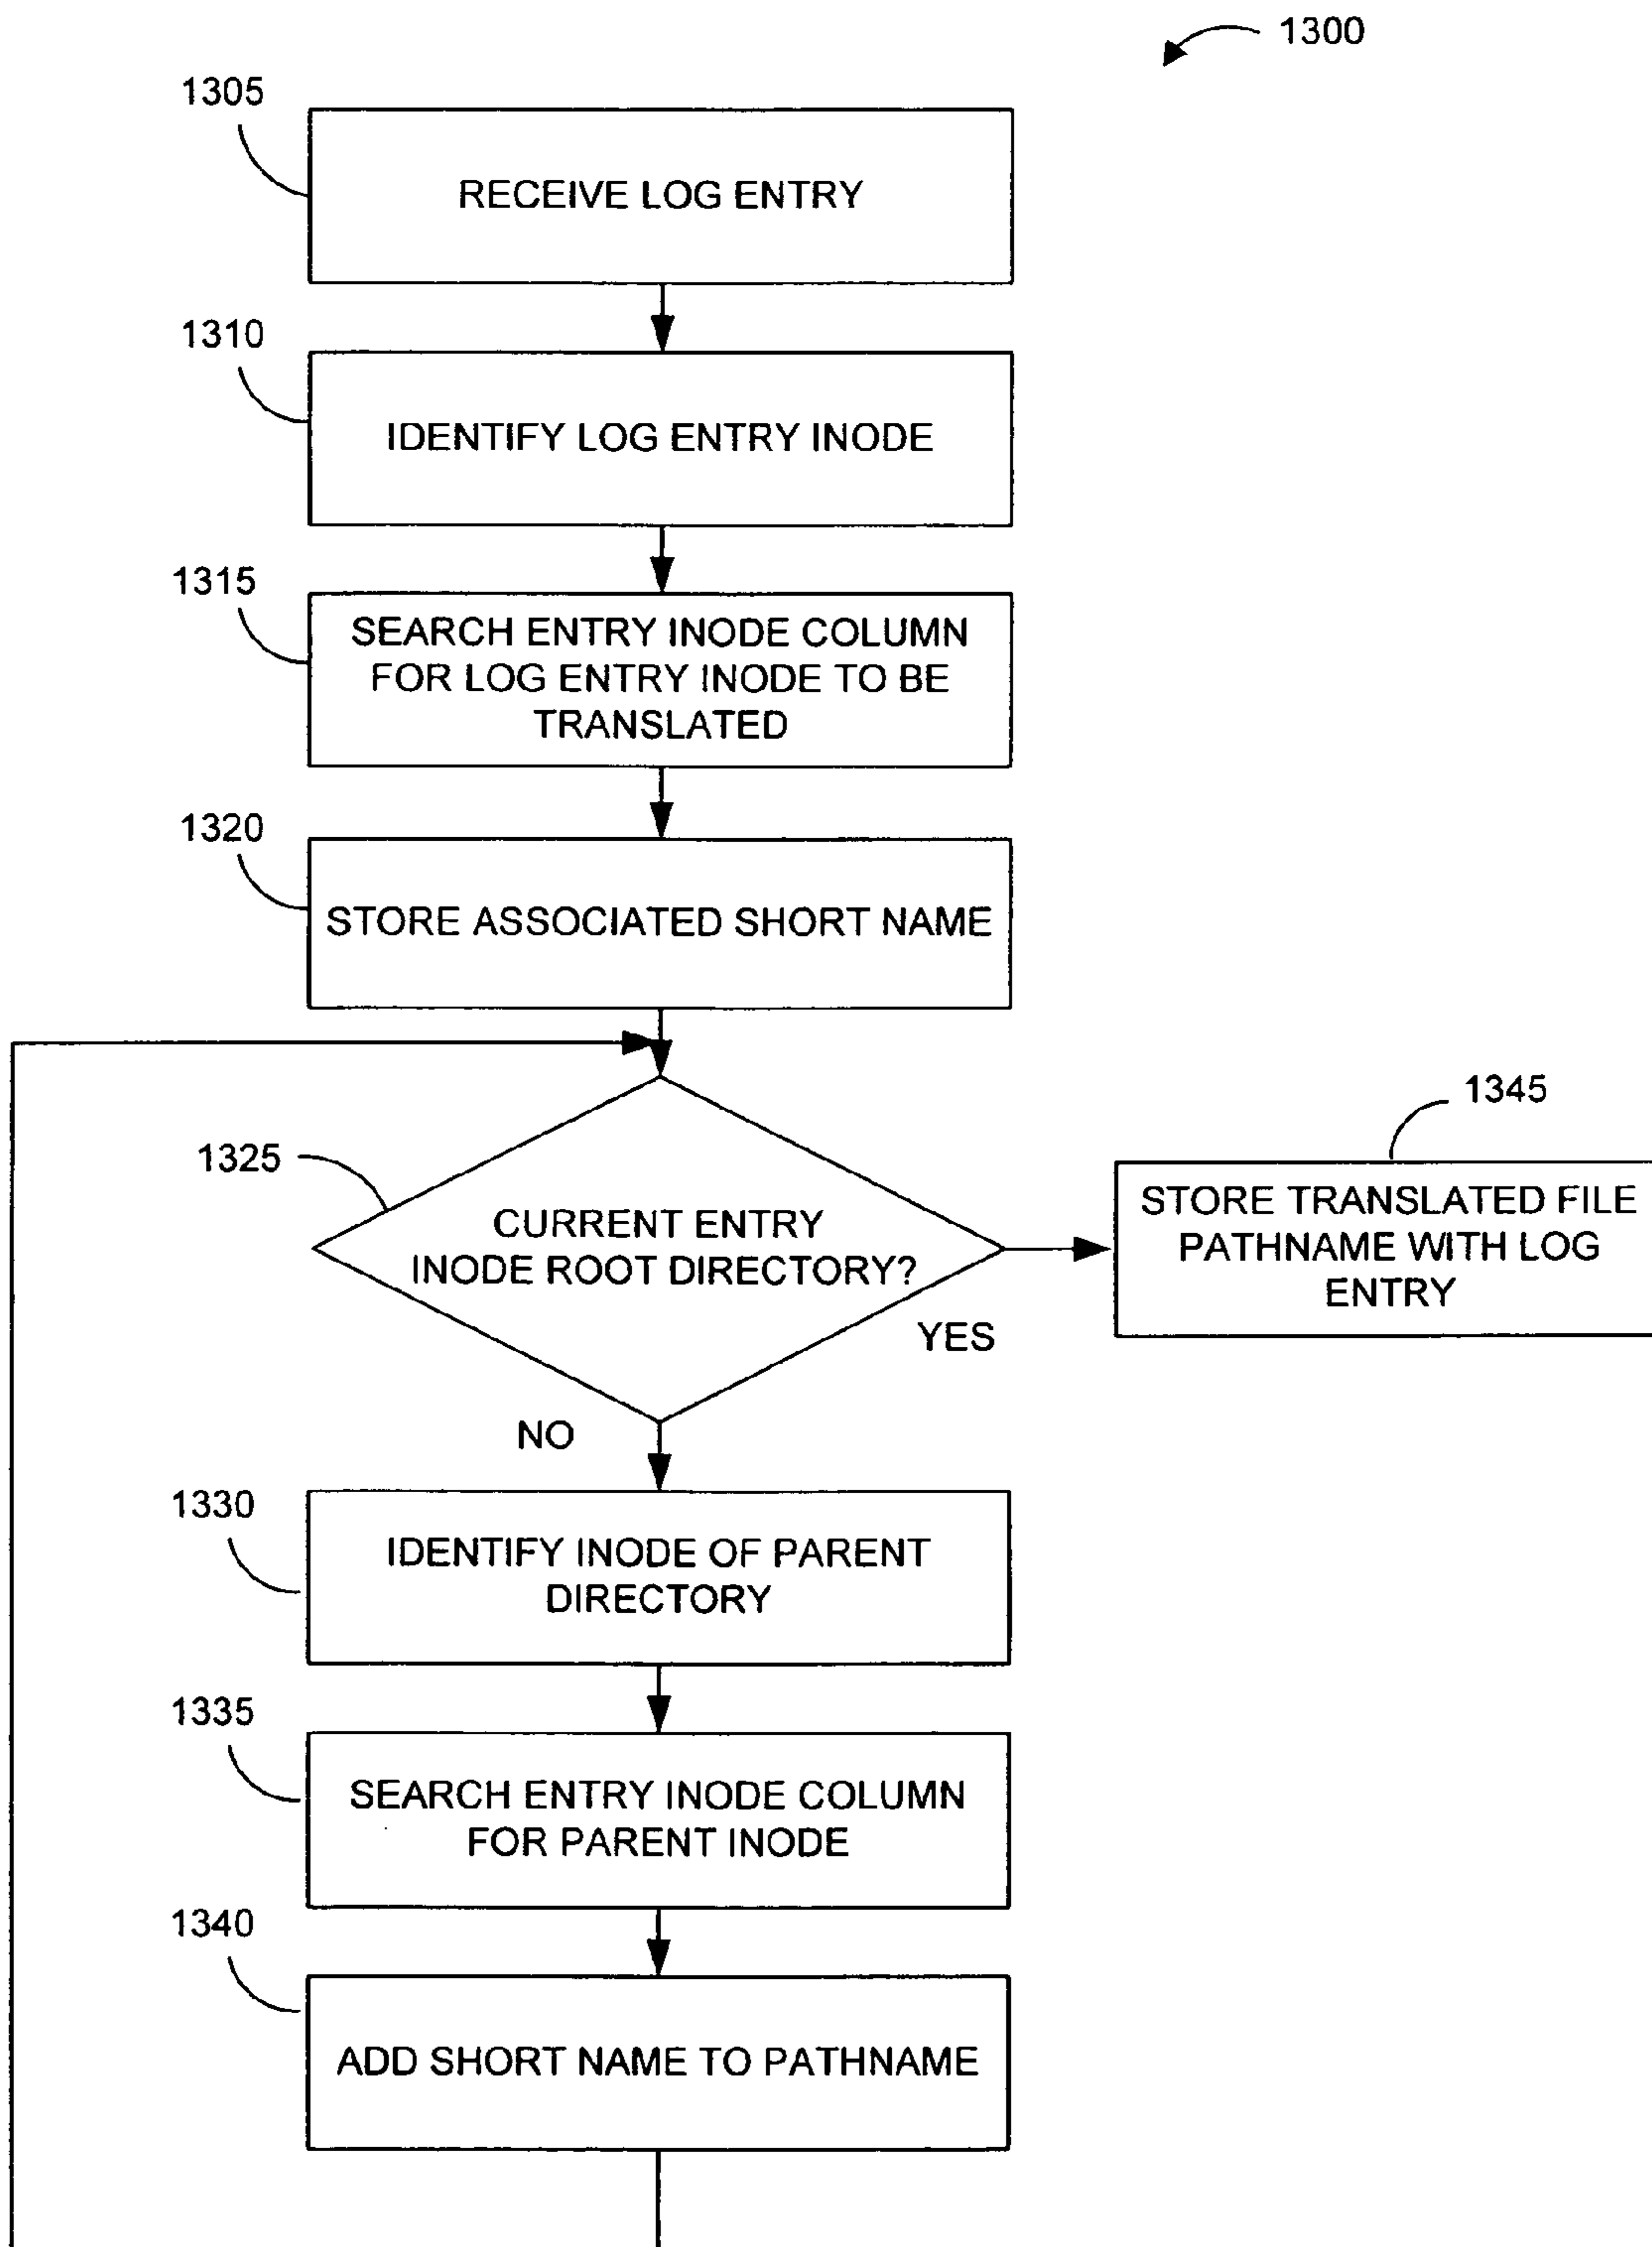 1300
1305
RECEIVE LOG ENTRY
1310
IDENTIFY LOG ENTRY INODE
1315
SEARCH ENTRY INODE COLUMN
FOR LOG ENTRY INODE TO BE
TRANSLATED
1320
STORE ASSOCIATED SHORT NAME
1325
CURRENT ENTRY
INODE ROOT DIRECTORY?
YES
1345
STORE TRANSLATED FILE
PATHNAME WITH LOG
ENTRY
NO
1330
IDENTIFY INODE OF PARENT
DIRECTORY
1335
SEARCH ENTRY INODE COLUMN
FOR PARENT INODE
1340
ADD SHORT NAME TO PATHNAME